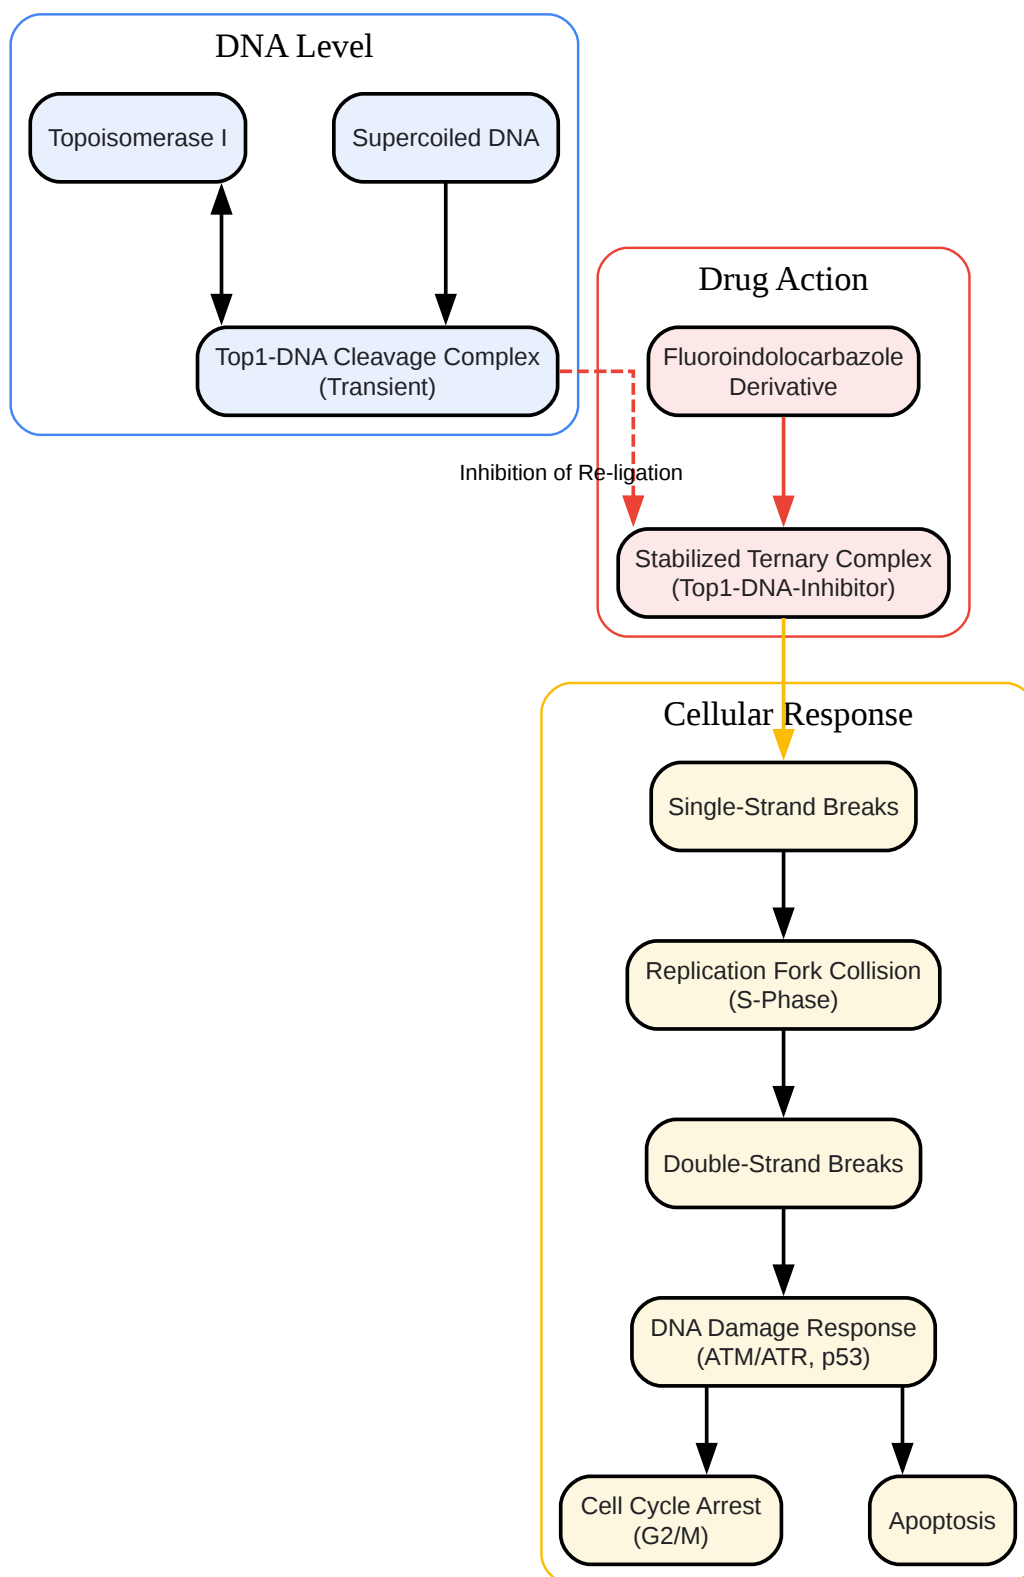 DNA Level
Topoisomerase I
Supercoiled DNA
Top1-DNA Cleavage Complex
(Transient)
Drug Action
Fluoroindolocarbazole
Derivative
Inhibition of Re-ligation
Stabilized Ternary Complex
(Top1-DNA-Inhibitor)
Cellular Response
Single-Strand Breaks
Replication Fork Collision
(S-Phase)
Double-Strand Breaks
DNA Damage Response
(ATM/ATR, p53)
Cell Cycle Arrest
(G2/M)
Apoptosis